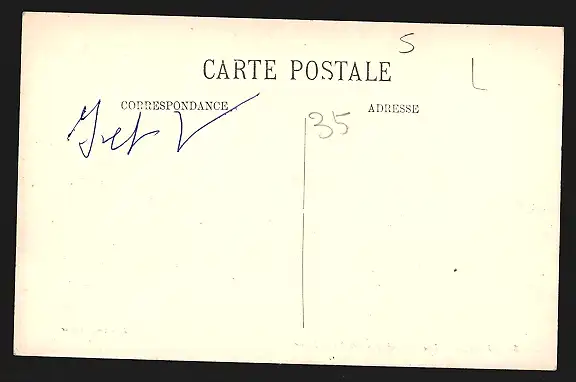 S
L
CARTE POSTALE
CORRESPONDANCE
ADRESSE
35